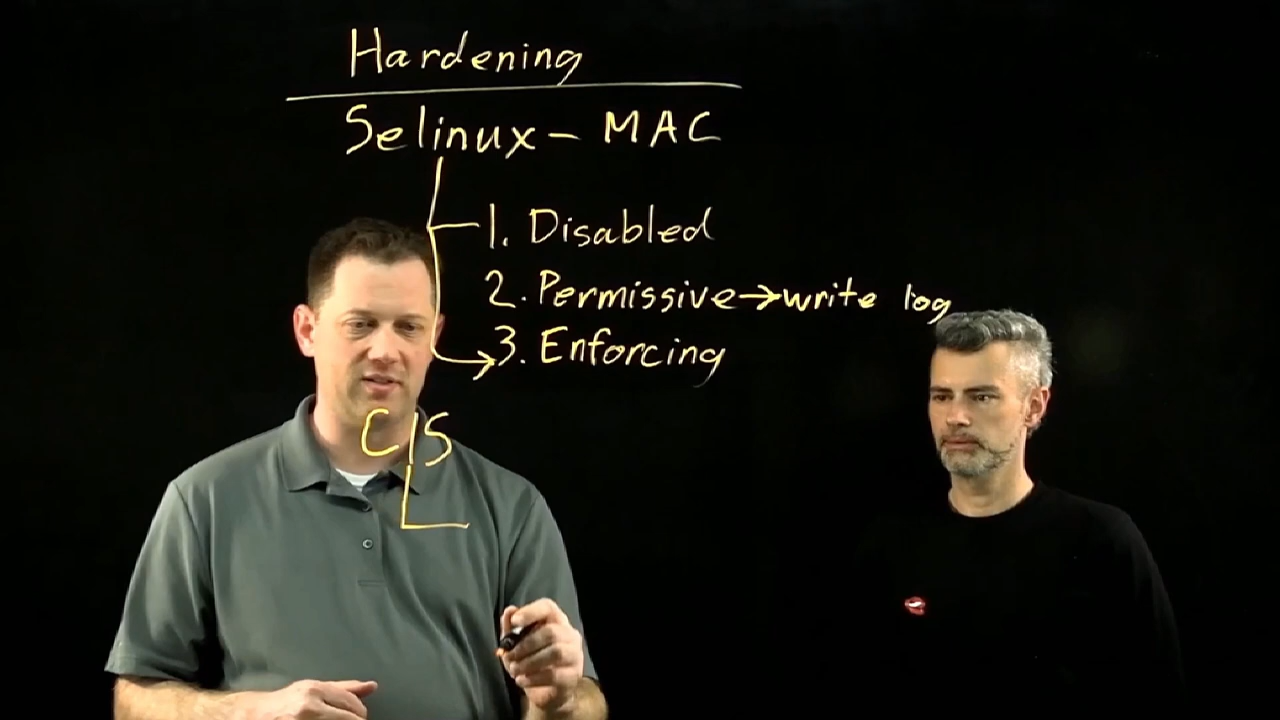 Hardening
Selinux - MAC
1. Disabled
2. Permissive → write log
3. Enforcing
CIS